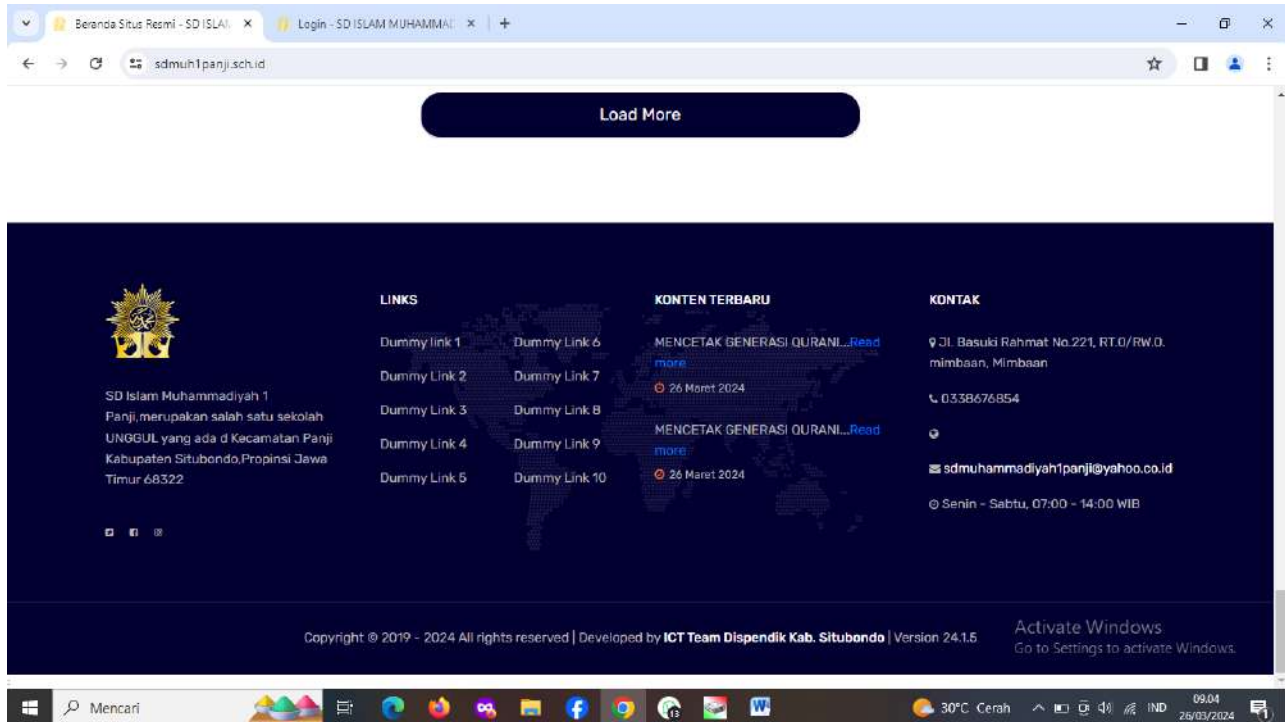 Beranda Situs Resmi - SD ISLA
Login - SD ISLAM MUHAMMA
sdmuh1panji.sch.id
Load More
SD Islam Muhammadiyah 1
Panji,merupakan salah satu sekolah
UNGGUL yang ada d Kecamatan Panji
Kabupaten Situbondo,Propinsi Jawa
Timur 68322
LINKS
Dummy link 1
Dummy Link 2
Dummy Link 3
Dummy Link 4
Dummy Link 5
Dummy Link 6
Dummy Link 7
Dummy Link 8
Dummy Link 9
Dummy Link 10
KONTEN TERBARU
MENCETAK GENERASI QURANI...Read
more
26 Maret 2024
MENCETAK GENERASI QURANI...Read
more
26 Maret 2024
KONTAK
Jl. Basuki Rahmat No.221, RT.0/RW.0.
mimbaan, Mimbaan
0338676854
sdmuhammadiyah1panji@yahoo.co.id
Senin - Sabtu, 07:00 - 14:00 WIB
Copyright © 2019 - 2024 All rights reserved | Developed by ICT Team Dispendik Kab. Situbondo | Version 24.1.5
Activate Windows
Go to Settings to activate Windows.
Mencari
30°C Cerah
IND
09.04
26/03/2024